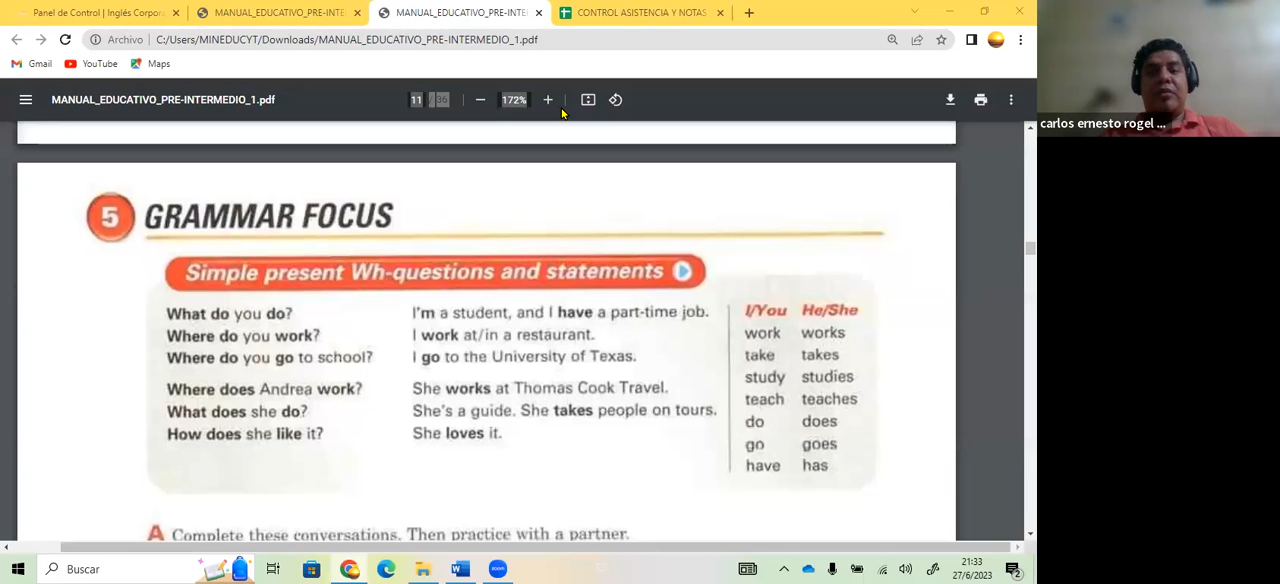 Panel de Control | Inglés Corpora
MANUAL_EDUCATIVO_PRE-INTERME
MANUAL_EDUCATIVO_PRE-INTER
CONTROL ASISTENCIA Y NOTAS
Archivo C:/Users/MINEDUCYT/Downloads/MANUAL_EDUCATIVO_PRE-INTERMEDIO_1.pdf
Gmail YouTube Maps
MANUAL_EDUCATIVO_PRE-INTERMEDIO_1.pdf 11 / 36 172%
carlos ernesto rogel ...
5 GRAMMAR FOCUS
Simple present Wh-questions and statements
What do you do? I'm a student, and I have a part-time job.
Where do you work? I work at/in a restaurant.
Where do you go to school? I go to the University of Texas.
Where does Andrea work? She works at Thomas Cook Travel.
What does she do? She's a guide. She takes people on tours.
How does she like it? She loves it.
I/You He/She
work works
take takes
study studies
teach teaches
do does
go goes
have has
A Complete these conversations. Then practice with a partner.
Buscar
zoom
21:33
27/6/2023
2